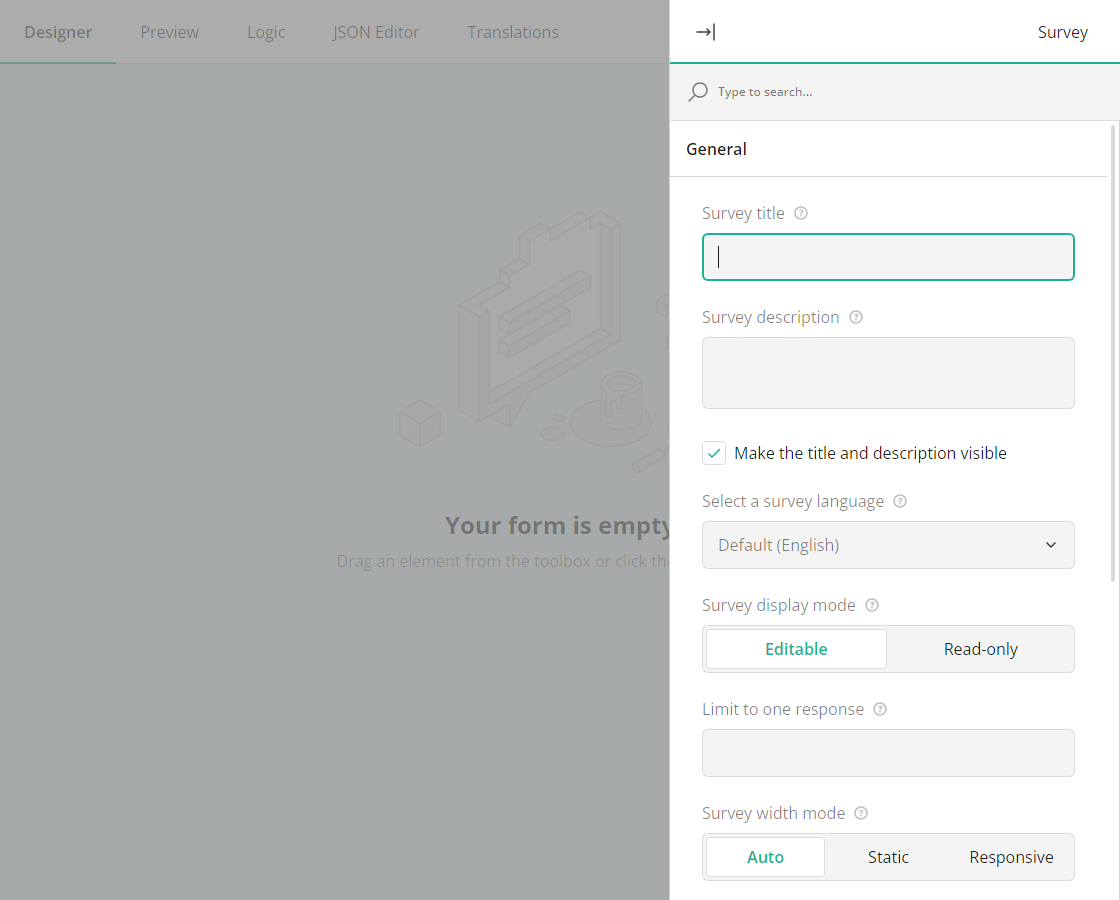 Designer Preview Logic JSON Editor Translations
Survey
Type to search...
General
Survey title
Survey description
Make the title and description visible
Select a survey language
Default (English)
Your form is empty
Drag an element from the toolbox or click the
Survey display mode
Editable Read-only
Limit to one response
Survey width mode
Auto Static Responsive